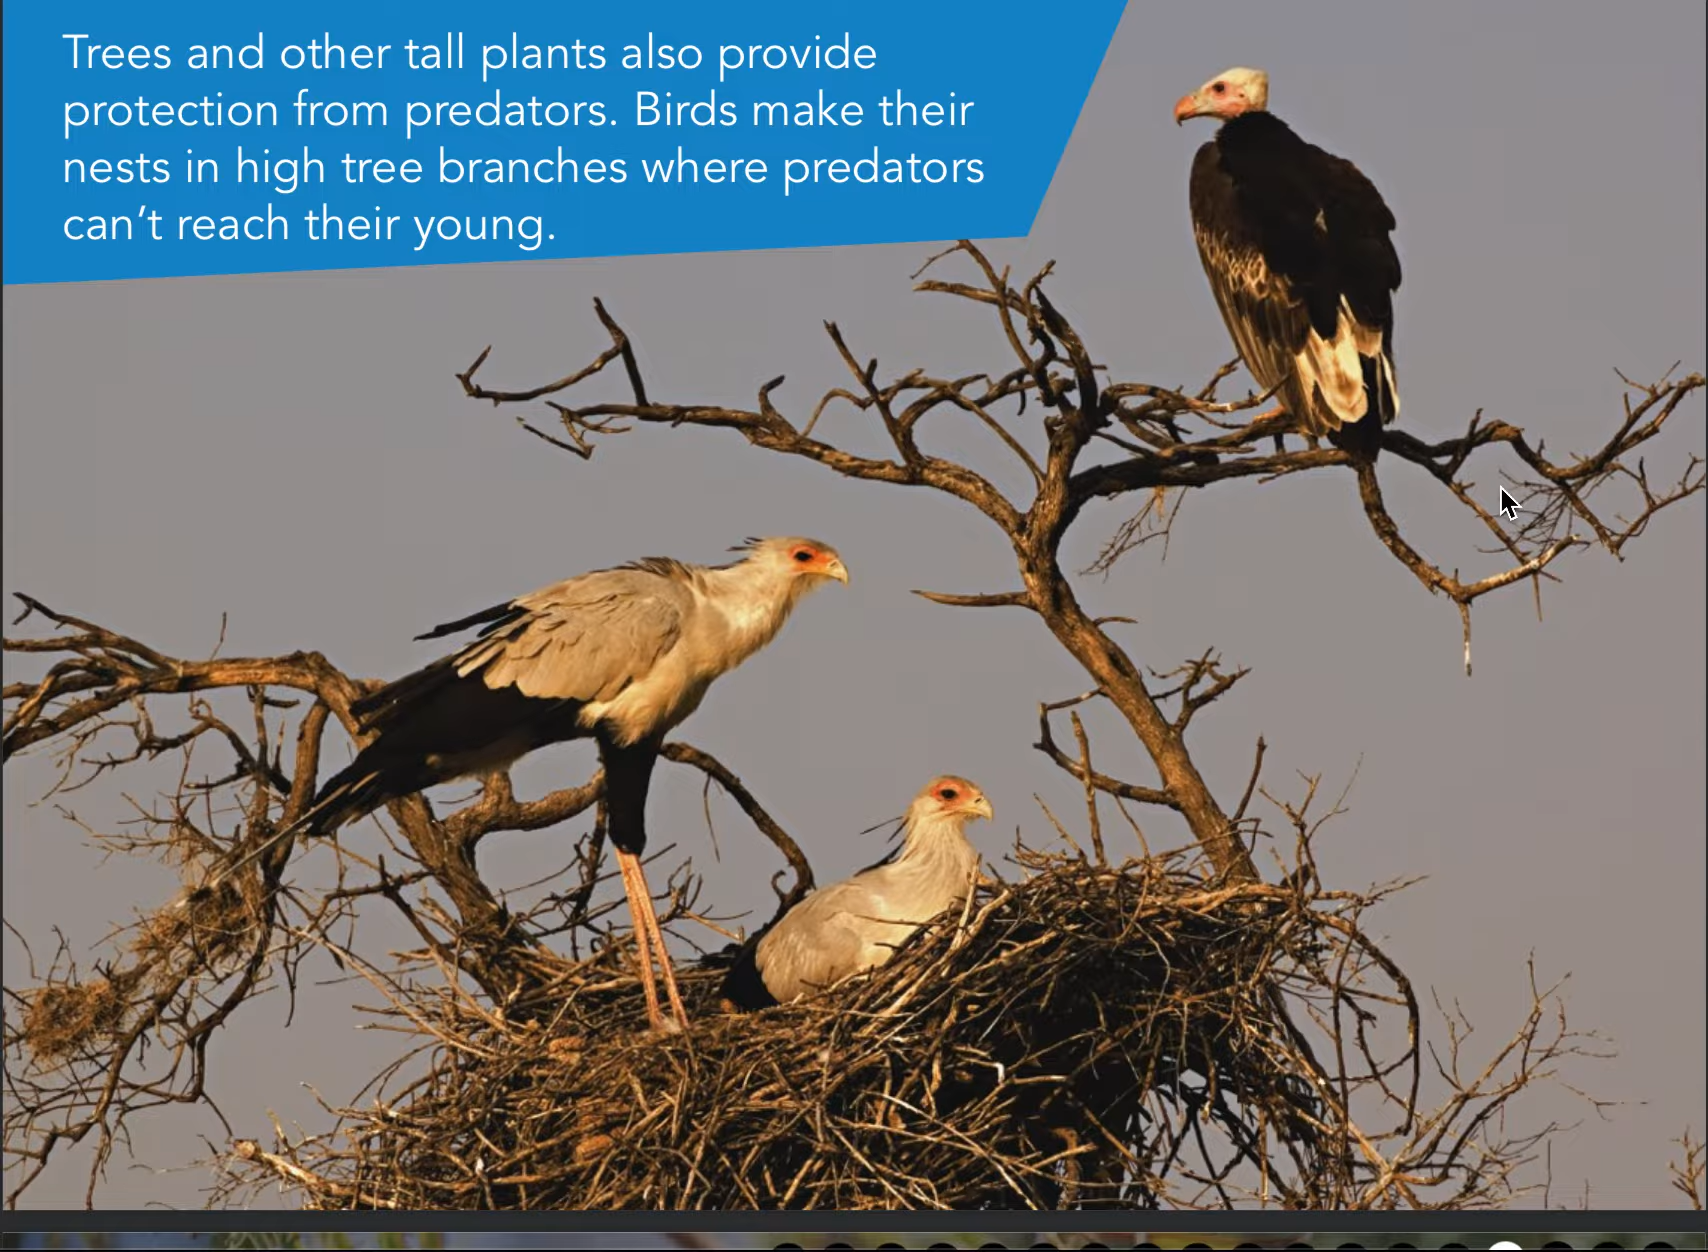 Trees and other tall plants also provide
protection from predators. Birds make their
nests in high tree branches where predators
can’t reach their young.